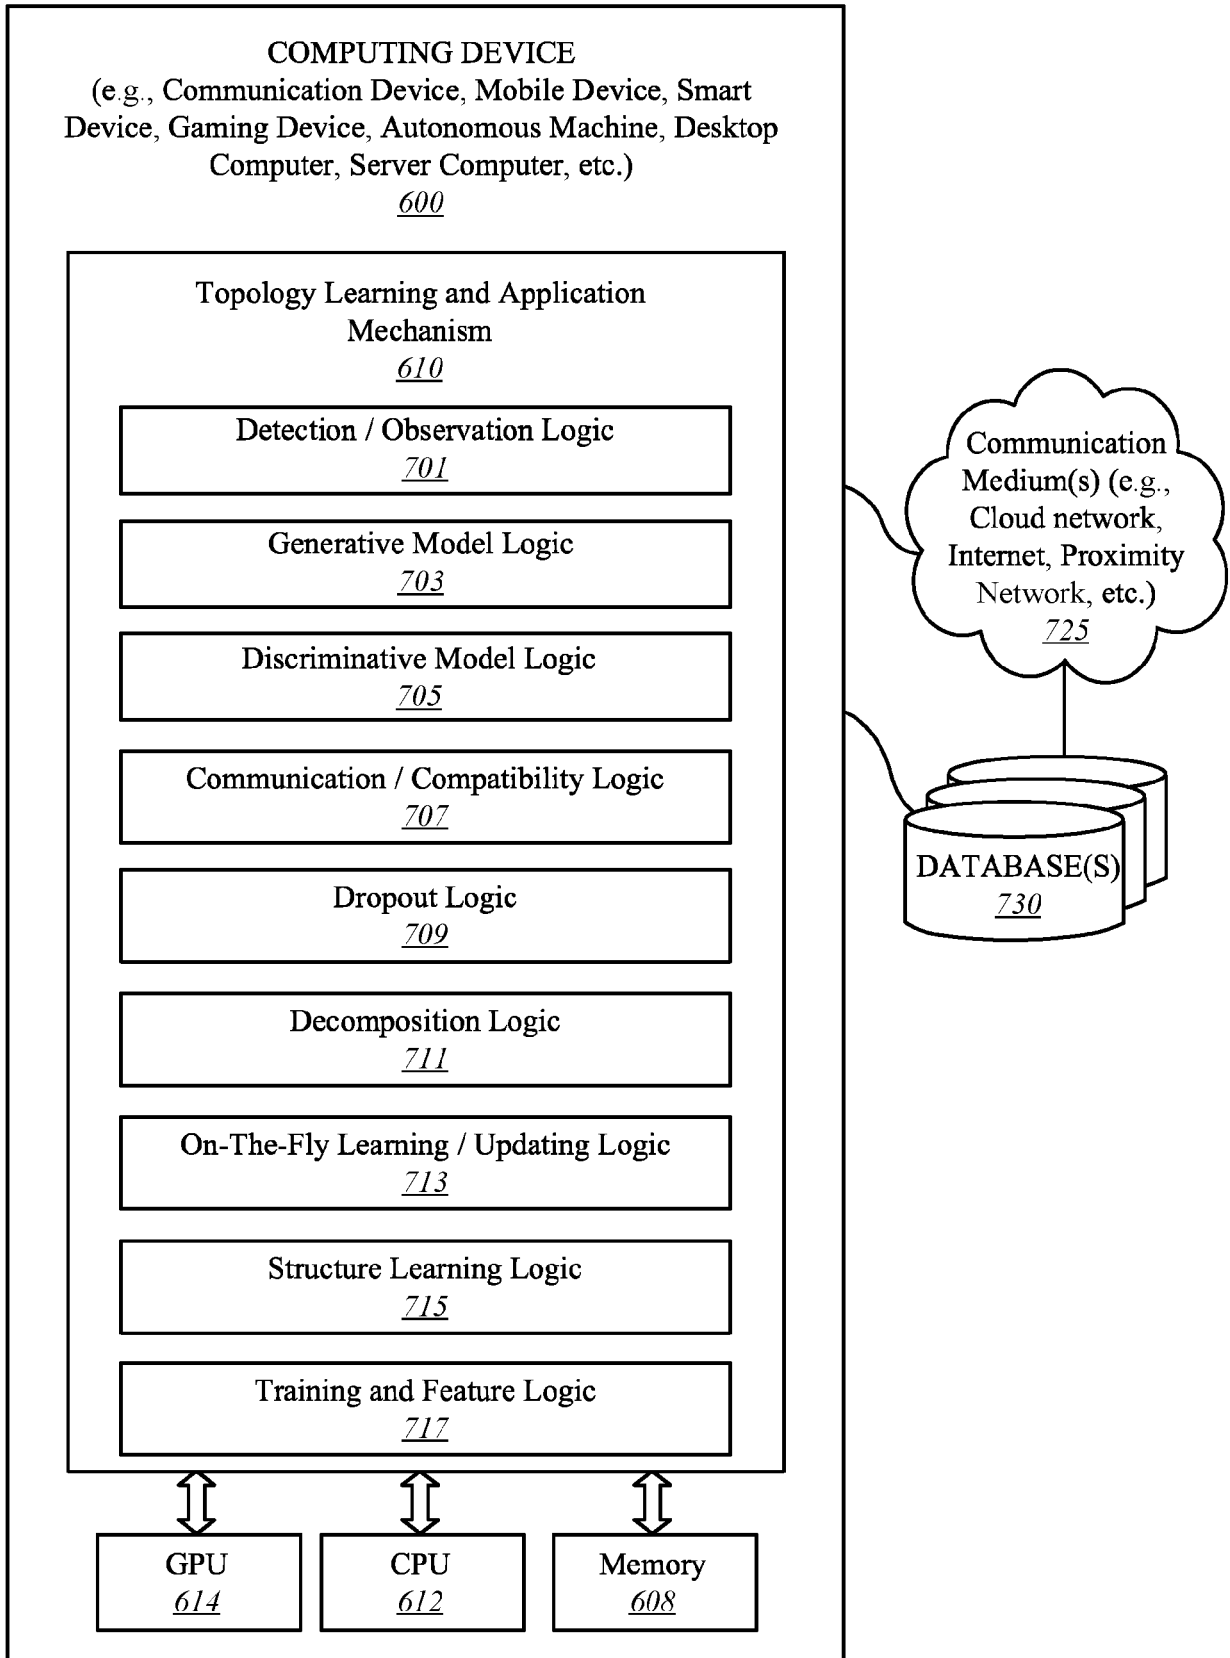 COMPUTING DEVICE
(e.g., Communication Device, Mobile Device, Smart
Device, Gaming Device, Autonomous Machine, Desktop
Computer, Server Computer, etc.)
600
Topology Learning and Application
Mechanism
610
Detection / Observation Logic
701
Generative Model Logic
703
Discriminative Model Logic
705
Communication / Compatibility Logic
707
Dropout Logic
709
Decomposition Logic
711
On-The-Fly Learning / Updating Logic
713
Structure Learning Logic
715
Training and Feature Logic
717
GPU
614
CPU
612
Memory
608
Communication
Medium(s) (e.g.,
Cloud network,
Internet, Proximity
Network, etc.)
725
DATABASE(S)
730